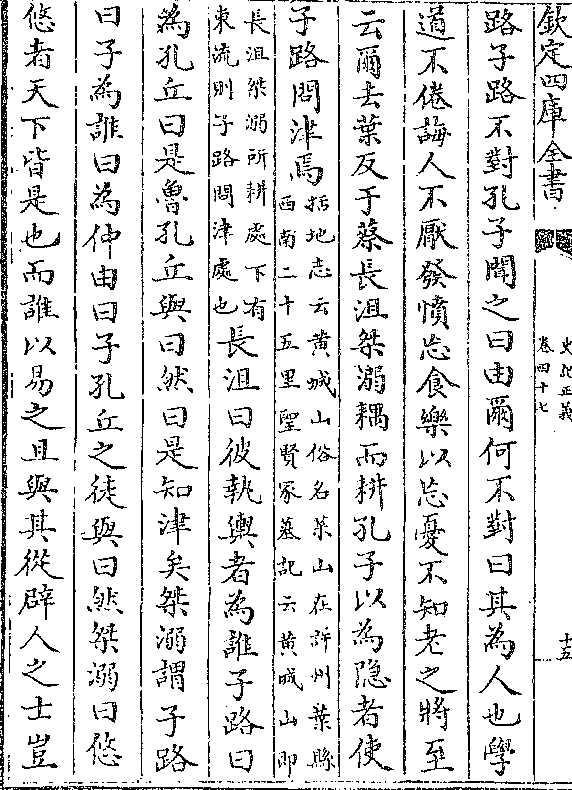 欽定四庫全書
史記正義
卷四十七
十五
路子路不對孔子聞之曰由爾何不對曰其為人也學
道不倦誨人不厭發憤忘食樂以忘憂不知老之將至
云爾去葉反于蔡長沮桀溺耦而耕孔子以為隱者使
子路問津焉
括地志云黄城山俗名菜山在許州葉縣
西南二十五里聖賢冢墓記云黄城山即
長沮桀溺所耕處下有
東流則子路問津處也
長沮曰彼執輿者為誰子路曰
為孔丘曰是魯孔丘與曰然曰是知津矣桀溺謂子路
曰子為誰曰為仲由曰子孔丘之徒與曰然桀溺曰悠
悠者天下皆是也而誰以易之且與其從辟人之士豈